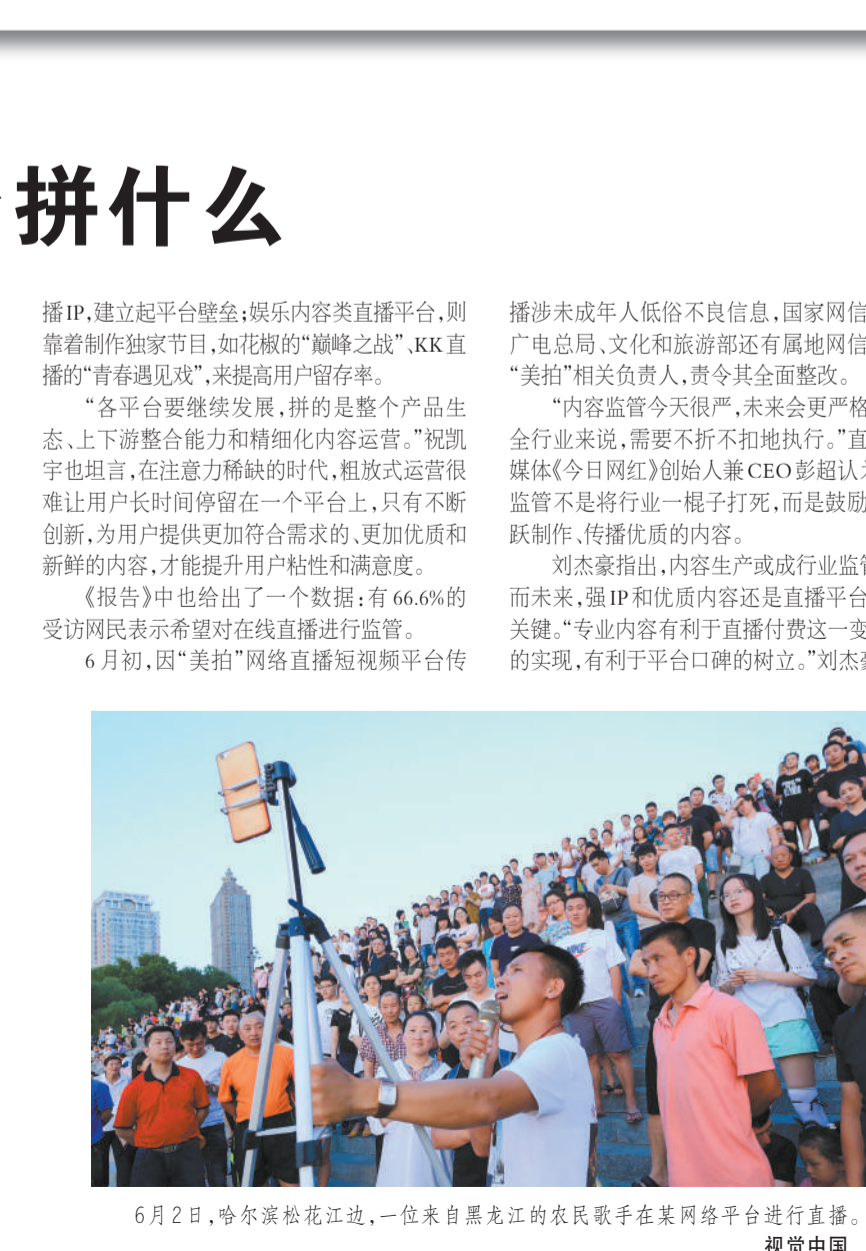 拼什么
播IP,建立起平台壁垒;娱乐内容类直播平台,则
靠着制作独家节目,如花椒的“巅峰之战”、KK直
播的“青春遇见戏”,来提高用户留存率。
“各平台要继续发展,拼的是整个产品生
态、上下游整合能力和精细化内容运营。”祝凯
宇也坦言,在注意力稀缺的时代,粗放式运营很
难让用户长时间停留在一个平台上,只有不断
创新,为用户提供更加符合需求的、更加优质和
新鲜的内容,才能提升用户粘性和满意度。
《报告》中也给出了一个数据:有66.6%的
受访网民表示希望对在线直播进行监管。
6月初,因“美拍”网络直播短视频平台传
播涉未成年人低俗不良信息,国家网信
广电总局、文化和旅游部还有属地网信
“美拍”相关负责人,责令其全面整改。
“内容监管今天很严,未来会更严格
全行业来说,需要不折不扣地执行。”直
媒体《今日网红》创始人兼CEO彭超认为
监管不是将行业一棍子打死,而是鼓励
跃制作、传播优质的内容。
刘杰豪指出,内容生产或成行业监管
而未来,强IP和优质内容还是直播平台
关键。“专业内容有利于直播付费这一变
的实现,有利于平台口碑的树立。”刘杰豪
6月2日,哈尔滨松花江边,一位来自黑龙江的农民歌手在某网络平台进行直播。
视觉中国